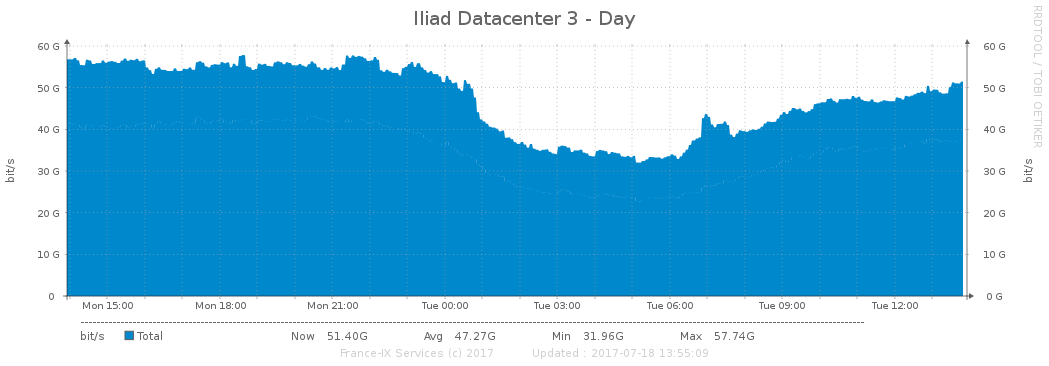 Iliad Datacenter 3 - Day
RRDTOOL / TOBI OETIKER
60 G 60 G
50 G 50 G
40 G 40 G
30 G 30 G
20 G 20 G
10 G 10 G
0 0 G
bit/s bit/s
Mon 15:00 Mon 18:00 Mon 21:00 Tue 00:00 Tue 03:00 Tue 06:00 Tue 09:00 Tue 12:00
bit/s Total Now 51.40G Avg 47.27G Min 31.96G Max 57.74G
France-IX Services (c) 2017 Updated : 2017-07-18 13:55:09